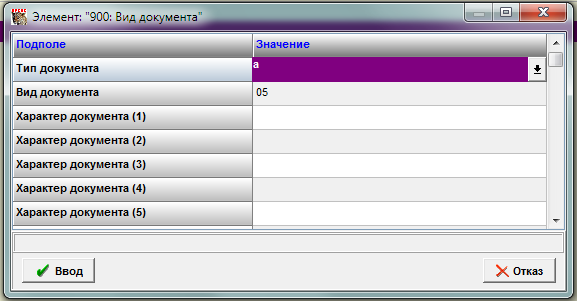 Элемент: "900: Вид документа"
Подполе Значение
Тип документа a
Вид документа 05
Характер документа (1)
Характер документа (2)
Характер документа (3)
Характер документа (4)
Характер документа (5)
Ввод Отказ